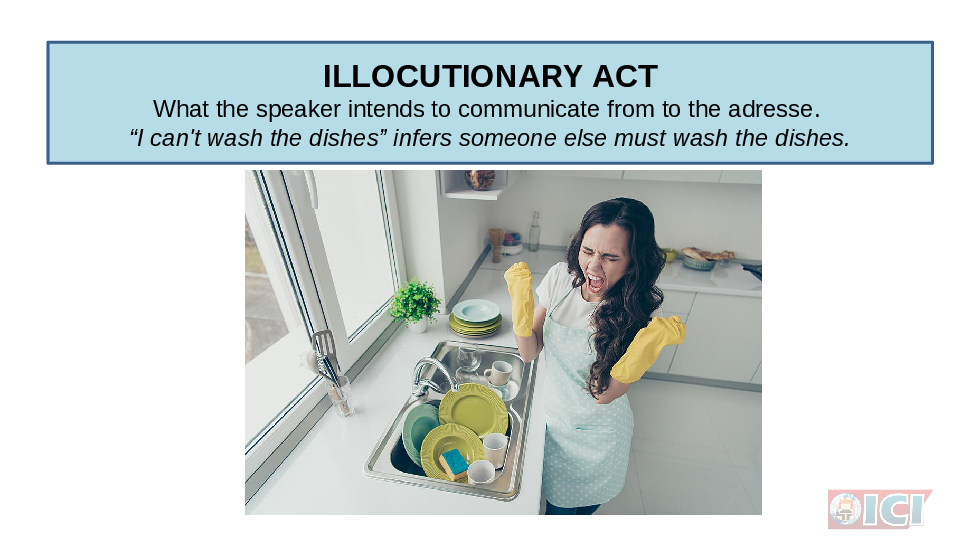 ILLOCUTIONARY ACT
What the speaker intends to communicate from to the adresse.
“I can't wash the dishes” infers someone else must wash the dishes.
ICI